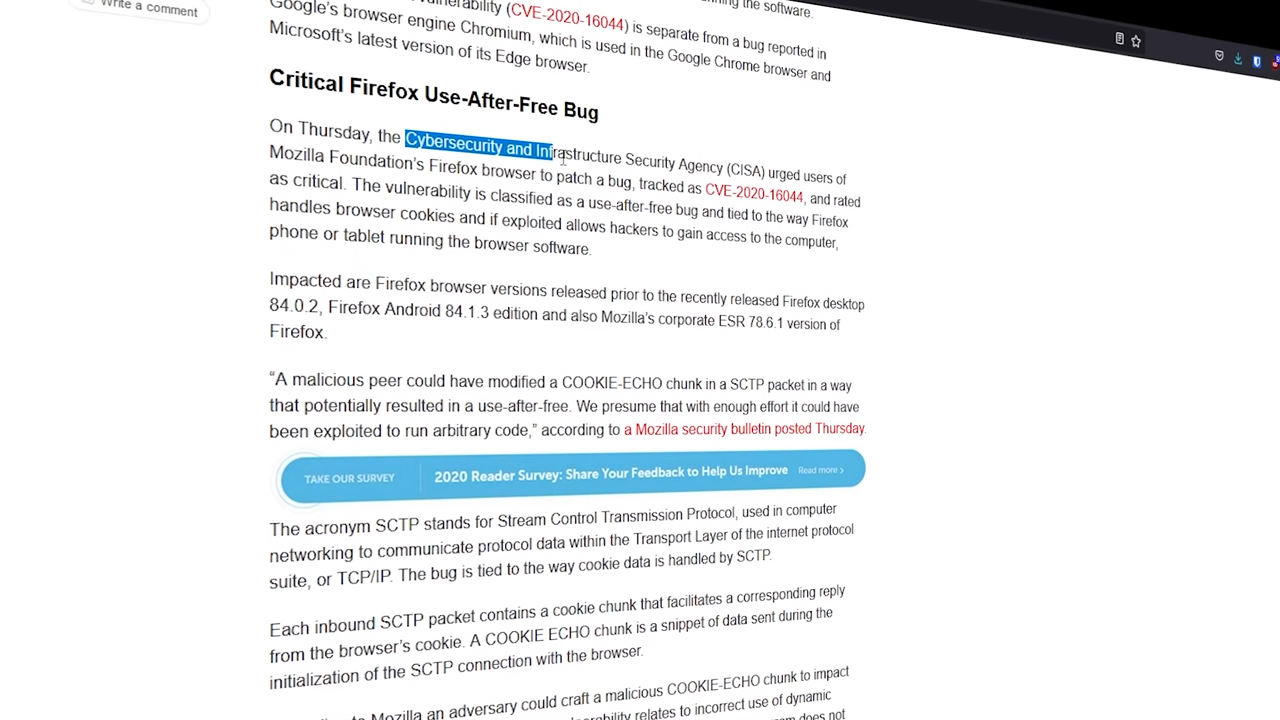 Write a comment
running the software.
vulnerability (CVE-2020-16044) is separate from a bug reported in
Google's browser engine Chromium, which is used in the Google Chrome browser and
Microsoft's latest version of its Edge browser.
Critical Firefox Use-After-Free Bug
On Thursday, the Cybersecurity and Infrastructure Security Agency (CISA) urged users of
Mozilla Foundation's Firefox browser to patch a bug, tracked as CVE-2020-16044, and rated
as critical. The vulnerability is classified as a use-after-free bug and tied to the way Firefox
handles browser cookies and if exploited allows hackers to gain access to the computer,
phone or tablet running the browser software.
Impacted are Firefox browser versions released prior to the recently released Firefox desktop
84.0.2, Firefox Android 84.1.3 edition and also Mozilla's corporate ESR 78.6.1 version of
Firefox.
“A malicious peer could have modified a COOKIE-ECHO chunk in a SCTP packet in a way
that potentially resulted in a use-after-free. We presume that with enough effort it could have
been exploited to run arbitrary code,” according to a Mozilla security bulletin posted Thursday.
TAKE OUR SURVEY 2020 Reader Survey: Share Your Feedback to Help Us Improve Read more ›
The acronym SCTP stands for Stream Control Transmission Protocol, used in computer
networking to communicate protocol data within the Transport Layer of the internet protocol
suite, or TCP/IP. The bug is tied to the way cookie data is handled by SCTP.
Each inbound SCTP packet contains a cookie chunk that facilitates a corresponding reply
from the browser's cookie. A COOKIE ECHO chunk is a snippet of data sent during the
initialization of the SCTP connection with the browser.
to Mozilla an adversary could craft a malicious COOKIE-ECHO chunk to impact
relates to incorrect use of dynamic
does not